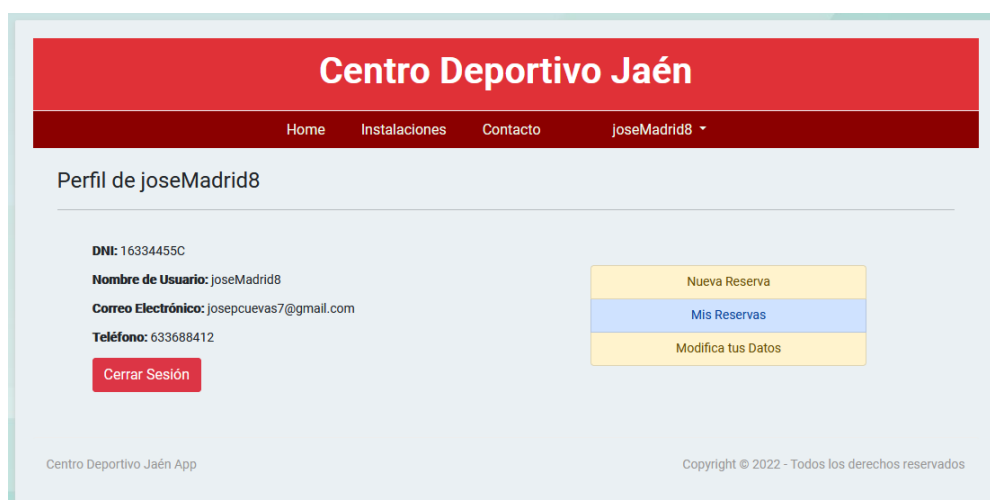 Centro Deportivo Jaén
Home Instalaciones Contacto joseMadrid8
Perfil de joseMadrid8
DNI: 16334455C
Nombre de Usuario: joseMadrid8
Correo Electrónico: josepcuevas7@gmail.com
Teléfono: 633688412
Cerrar Sesión
Nueva Reserva
Mis Reservas
Modifica tus Datos
Centro Deportivo Jaén App
Copyright © 2022 - Todos los derechos reservados